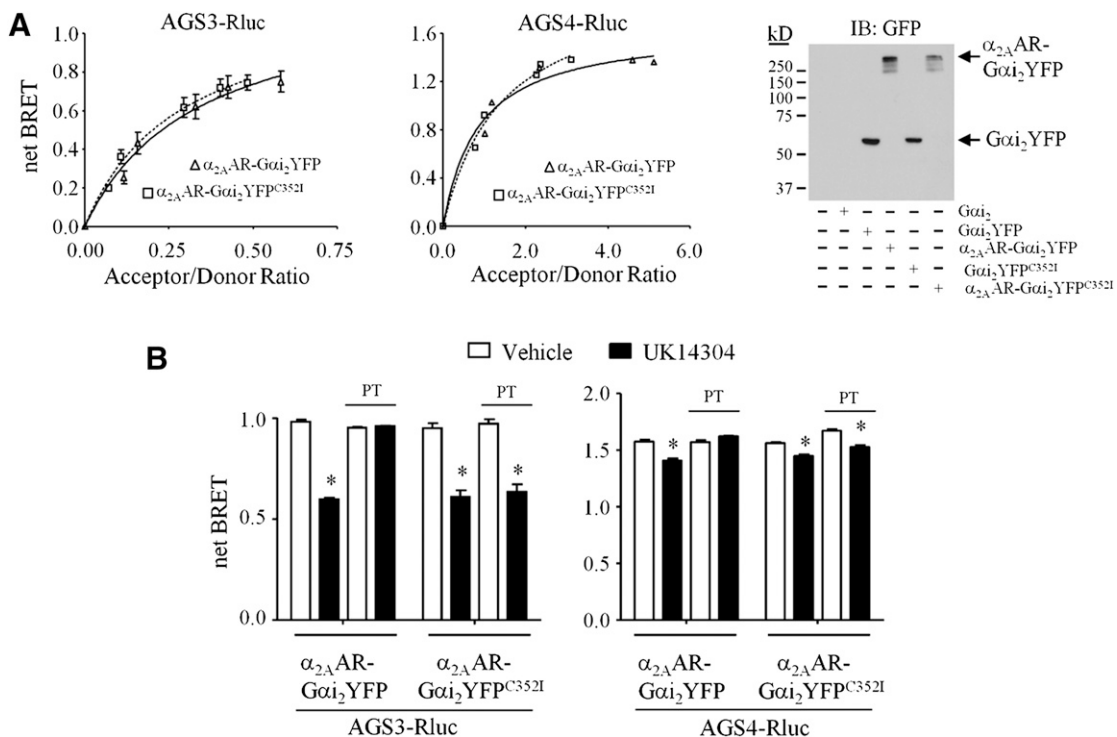 A
AGS3-Rluc
net BRET
1.0
0.8
0.6
0.4
0.2
0.0
0.00
0.25
0.50
0.75
Acceptor/Donor Ratio
△ α2AAR-Gαi2YFP
□ α2AAR-Gαi2YFPC352I
AGS4-Rluc
1.6
1.2
0.8
0.4
0.0
0.0
2.0
4.0
6.0
Acceptor/Donor Ratio
△ α2AAR-Gαi2YFP
□ α2AAR-Gαi2YFPC352I
kD
IB: GFP
250
150
100
75
50
37
α2AAR-
Gαi2YFP
Gαi2YFP
– + – – – – Gαi2
– – + – – – Gαi2YFP
– – – + – – α2AAR-Gαi2YFP
– – – – + – Gαi2YFPC352I
– – – – – + α2AAR-Gαi2YFPC352I
B
Vehicle
UK14304
net BRET
1.0
0.5
0.0
PT
PT
*
*
*
α2AAR-
Gαi2YFP
α2AAR-
Gαi2YFPC352I
AGS3-Rluc
2.0
1.5
1.0
0.5
0.0
PT
PT
*
*
*
α2AAR-
Gαi2YFP
α2AAR-
Gαi2YFPC352I
AGS4-Rluc